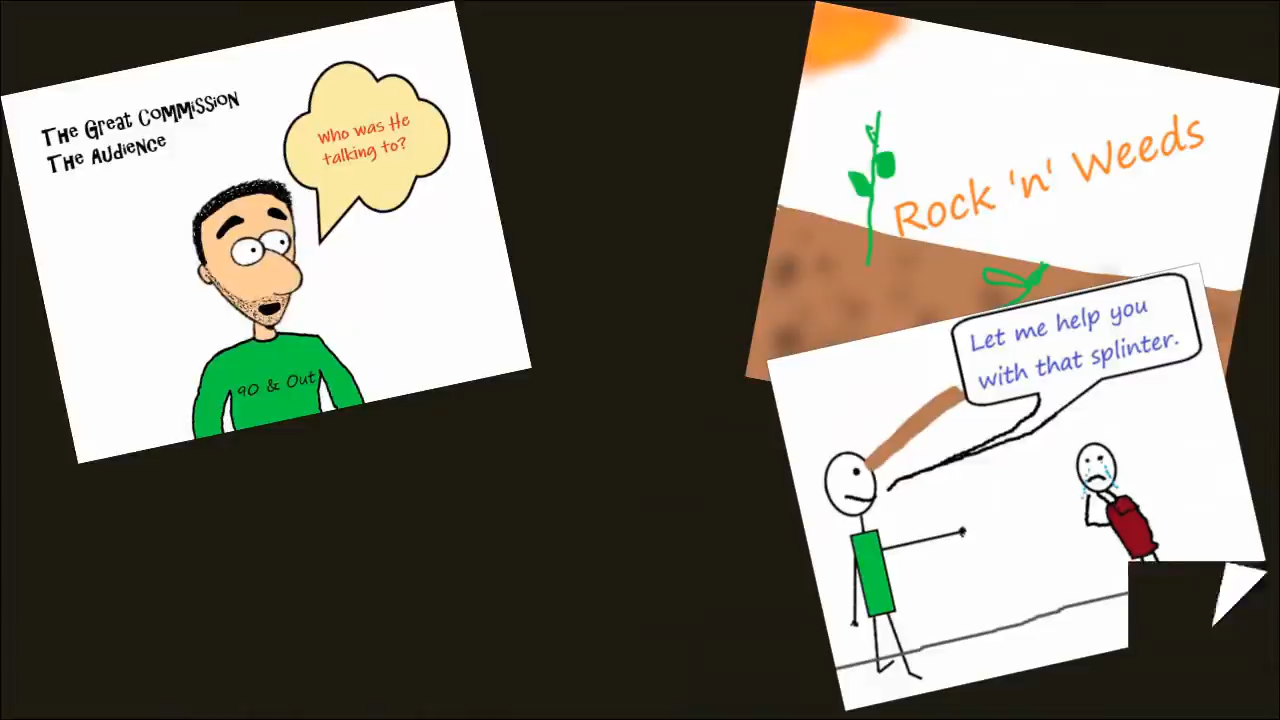 The Great Commission
The Audience
Who was He
talking to?
90 & Out
Rock 'n' Weeds
Let me help you
with that splinter.